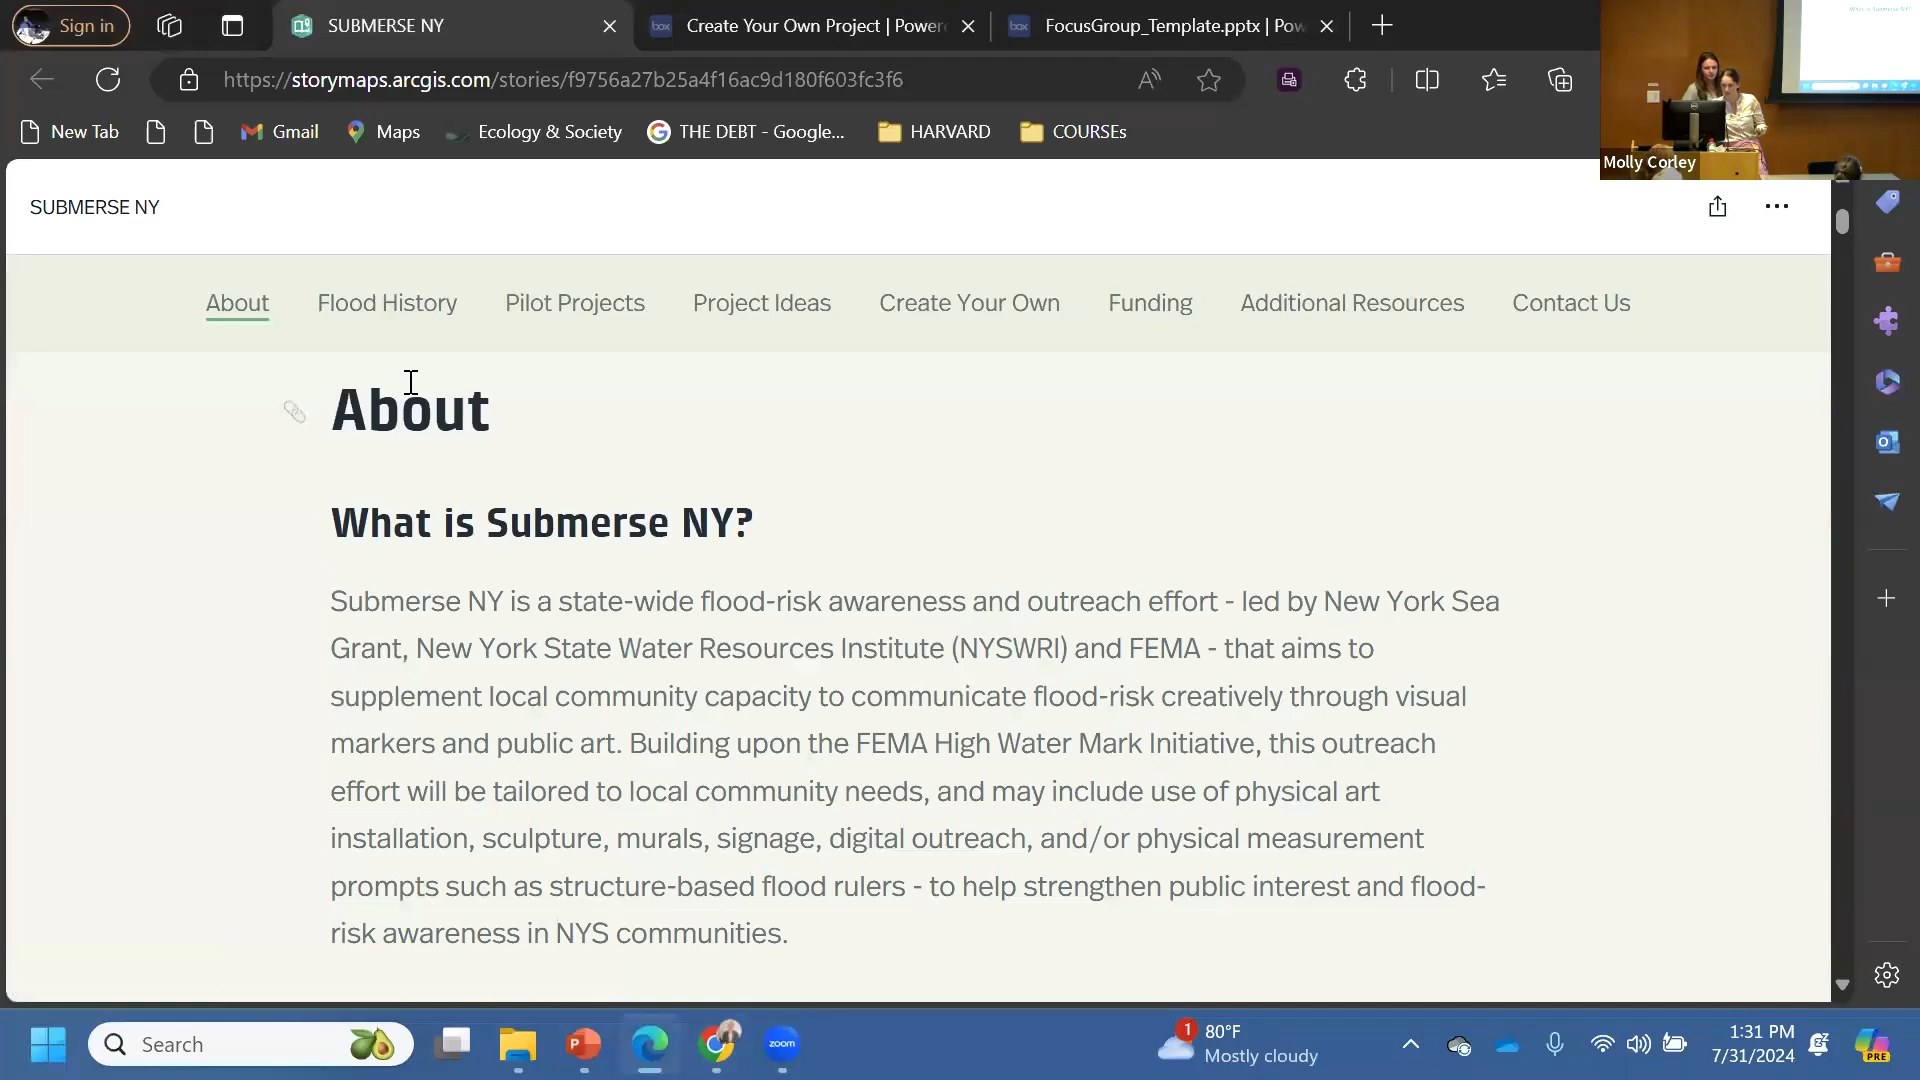 Sign in
SUBMERSE NY
Create Your Own Project | Power
FocusGroup_Template.pptx | Pow
https://storymaps.arcgis.com/stories/f9756a27b25a4f16ac9d180f603fc3f6
New Tab
Gmail
Maps
Ecology & Society
THE DEBT - Google...
HARVARD
COURSEs
What is Submerse NY?
Molly Corley
SUBMERSE NY
About
Flood History
Pilot Projects
Project Ideas
Create Your Own
Funding
Additional Resources
Contact Us
About
What is Submerse NY?
Submerse NY is a state-wide flood-risk awareness and outreach effort - led by New York Sea
Grant, New York State Water Resources Institute (NYSWRI) and FEMA - that aims to
supplement local community capacity to communicate flood-risk creatively through visual
markers and public art. Building upon the FEMA High Water Mark Initiative, this outreach
effort will be tailored to local community needs, and may include use of physical art
installation, sculpture, murals, signage, digital outreach, and/or physical measurement
prompts such as structure-based flood rulers - to help strengthen public interest and flood-
risk awareness in NYS communities.
Search
zoom
1
80°F
Mostly cloudy
1:31 PM
7/31/2024
PRE